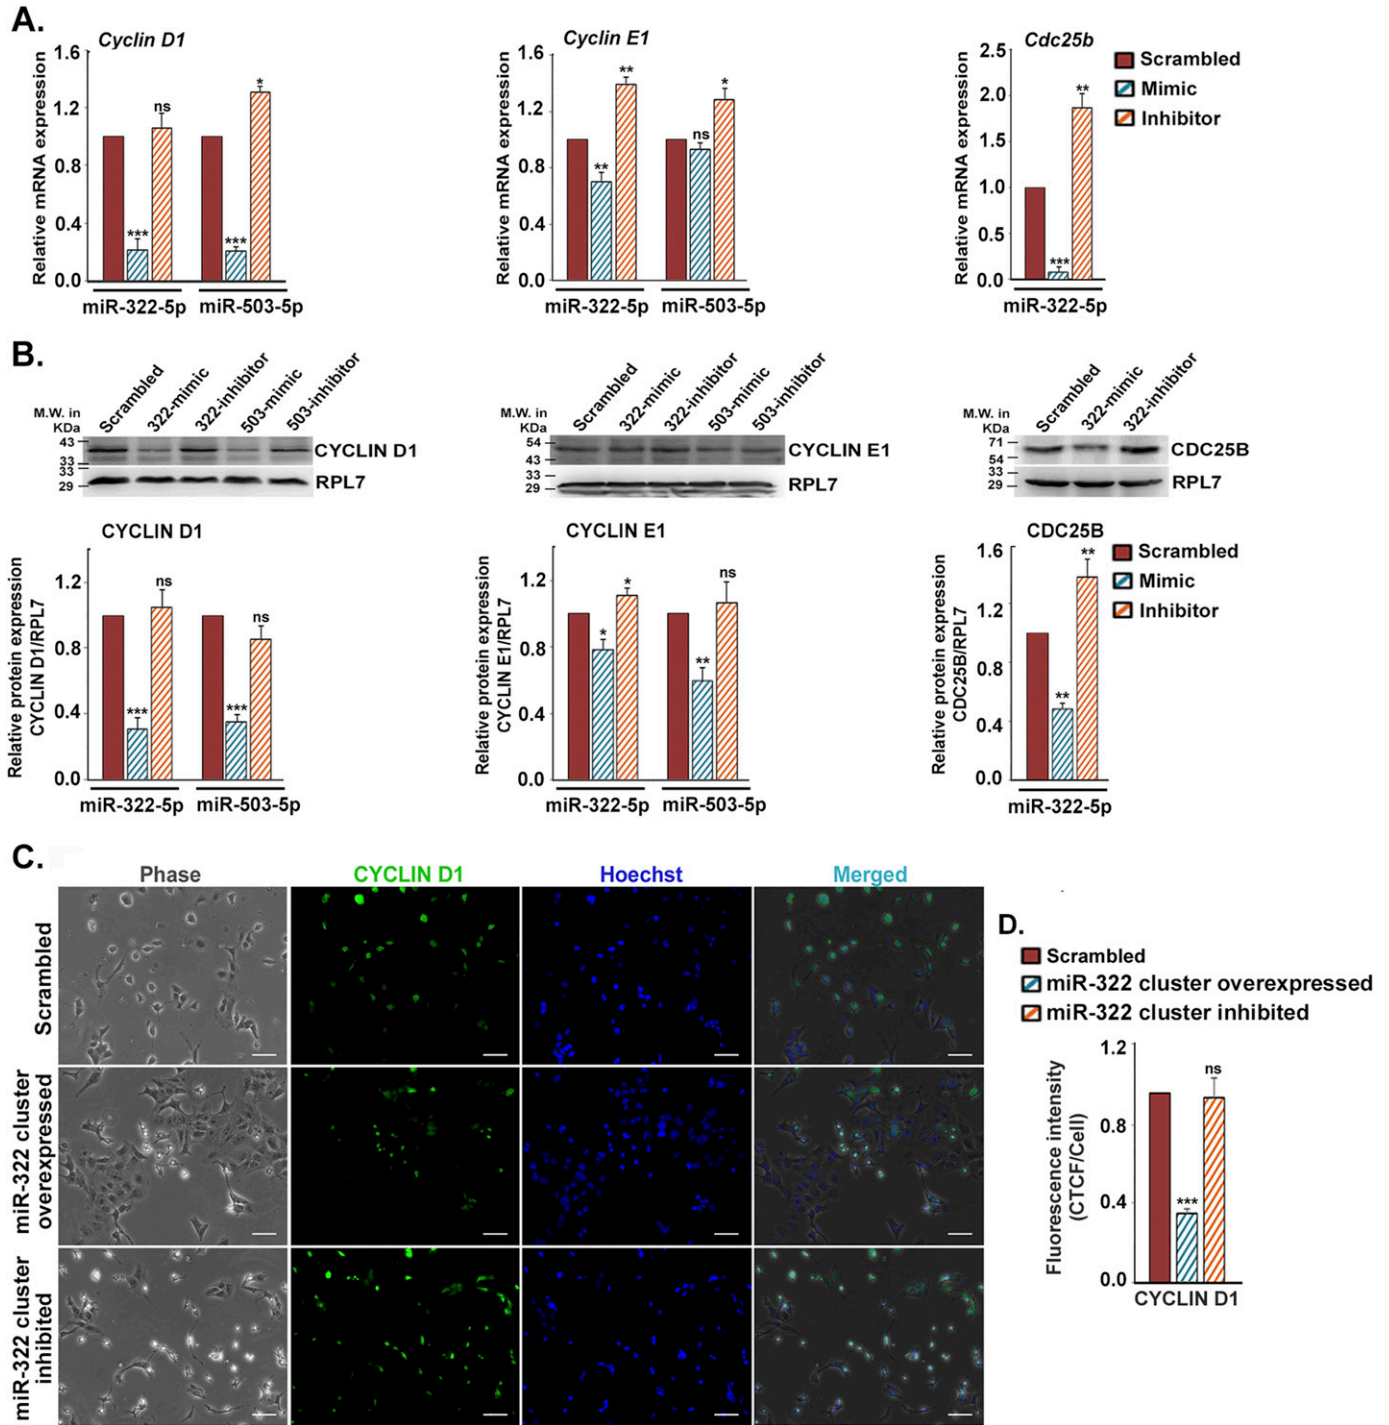 A.
Cyclin D1
Relative mRNA expression
1.6
1.2
0.8
0.4
0.0
ns
*
***
***
miR-322-5p
miR-503-5p
Cyclin E1
Relative mRNA expression
1.6
1.2
0.8
0.4
0.0
**
**
ns
*
miR-322-5p
miR-503-5p
Cdc25b
Relative mRNA expression
2.5
2.0
1.5
1.0
0.5
0.0
***
**
miR-322-5p
Scrambled
Mimic
Inhibitor
B.
Scrambled
322-mimic
322-inhibitor
503-mimic
503-inhibitor
M.W. in
KDa
43
33
33
29
CYCLIN D1
RPL7
Scrambled
322-mimic
322-inhibitor
503-mimic
503-inhibitor
M.W. in
KDa
54
43
33
29
CYCLIN E1
RPL7
Scrambled
322-mimic
322-inhibitor
M.W. in
KDa
71
54
33
29
CDC25B
RPL7
CYCLIN D1
Relative protein expression
CYCLIN D1/RPL7
1.2
0.8
0.4
0.0
***
ns
***
ns
miR-322-5p
miR-503-5p
CYCLIN E1
Relative protein expression
CYCLIN E1/RPL7
1.2
0.8
0.4
0.0
*
*
**
ns
miR-322-5p
miR-503-5p
CDC25B
Relative protein expression
CDC25B/RPL7
1.6
1.2
0.8
0.4
0.0
**
**
miR-322-5p
Scrambled
Mimic
Inhibitor
C.
Phase
CYCLIN D1
Hoechst
Merged
Scrambled
miR-322 cluster
overexpressed
miR-322 cluster
inhibited
D.
Scrambled
miR-322 cluster overexpressed
miR-322 cluster inhibited
Fluorescence intensity
(CTCF/Cell)
1.2
0.8
0.4
0.0
***
ns
CYCLIN D1